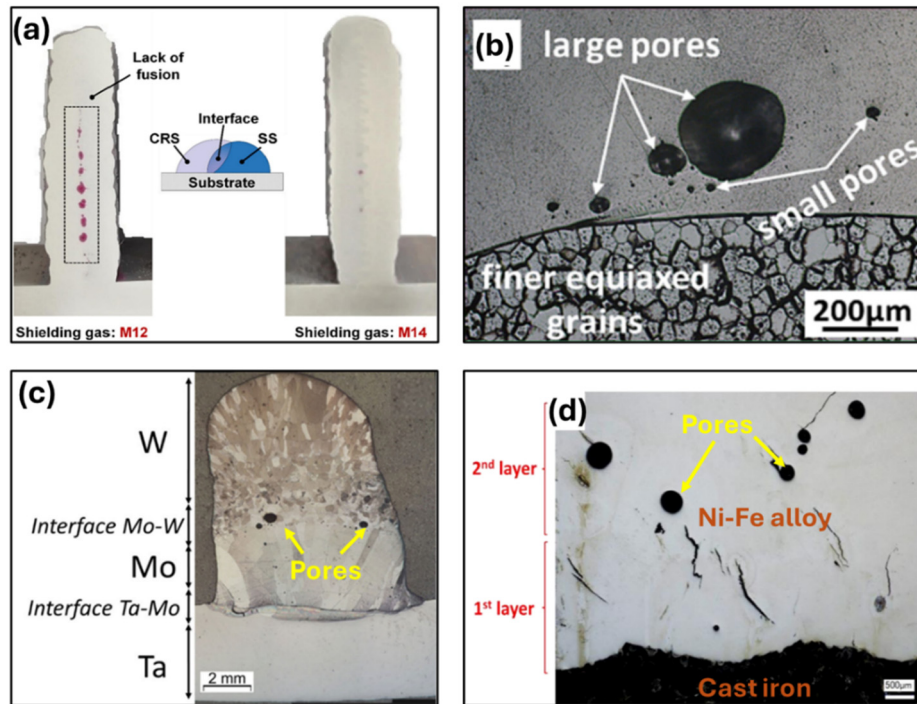 (a)
Lack of
fusion
Interface
CRS
SS
Substrate
Shielding gas: M12
Shielding gas: M14
(b)
large pores
small pores
finer equiaxed
grains
200µm
(c)
W
Interface Mo-W
Mo
Interface Ta-Mo
Ta
Pores
2 mm
(d)
Pores
2nd layer
Ni-Fe alloy
1st layer
Cast iron
500µm